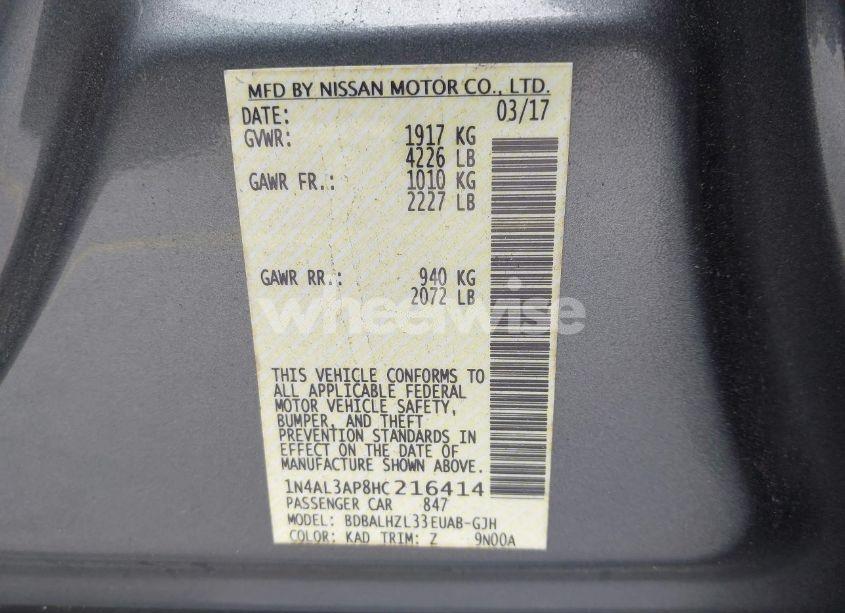 MFD BY NISSAN MOTOR CO., LTD.
DATE: 03/17
GVWR: 1917 KG
4226 LB
GAWR FR.: 1010 KG
2227 LB
GAWR RR.: 940 KG
2072 LB
wheelwise
THIS VEHICLE CONFORMS TO
ALL APPLICABLE FEDERAL
MOTOR VEHICLE SAFETY,
BUMPER, AND THEFT
PREVENTION STANDARDS IN
EFFECT ON THE DATE OF
MANUFACTURE SHOWN ABOVE.
1N4AL3AP8HC216414
PASSENGER CAR 847
MODEL: BDBALHZL33EUAB-GJH
COLOR: KAD TRIM: Z 9N00A